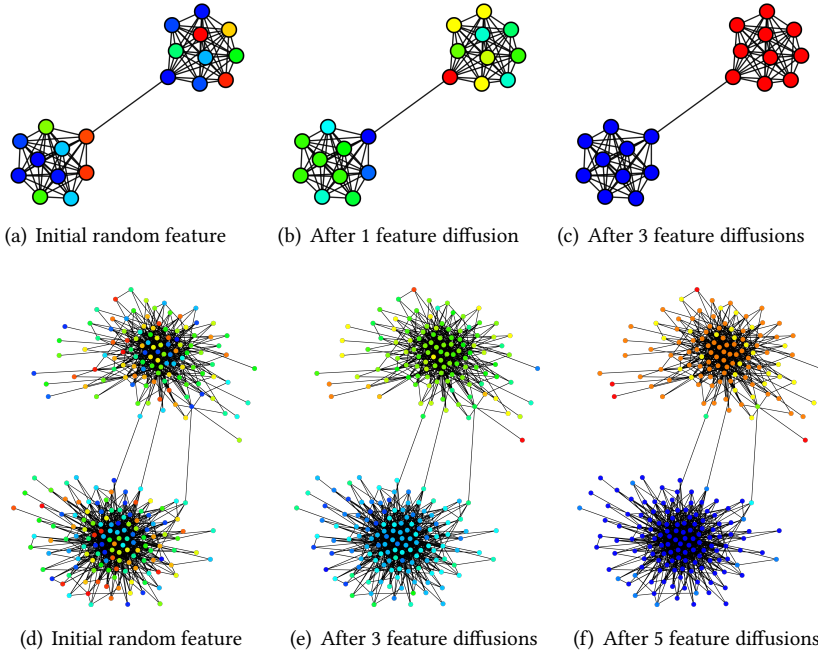 (a) Initial random feature
(b) After 1 feature diffusion
(c) After 3 feature diffusions
(d) Initial random feature
(e) After 3 feature diffusions
(f) After 5 feature diffusions